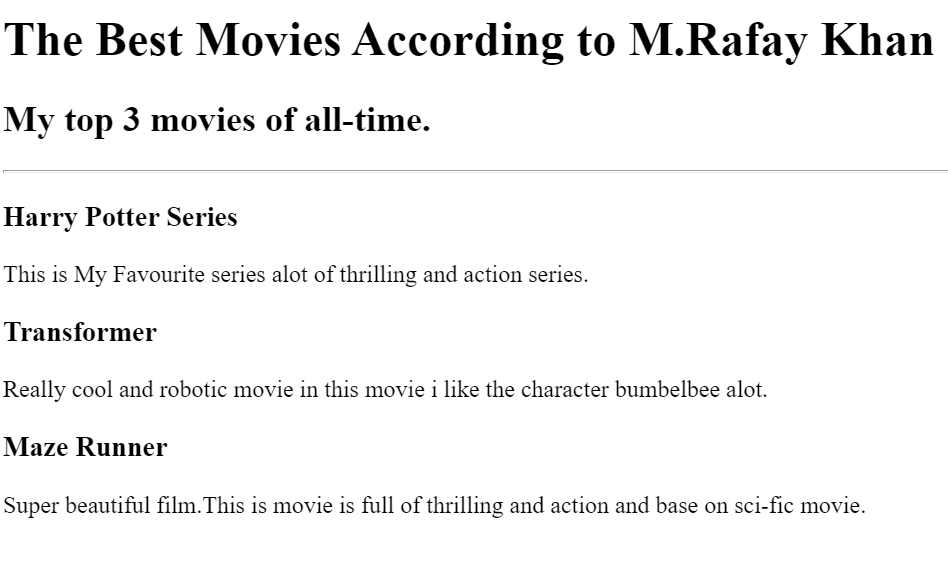 The Best Movies According to M.Rafay Khan
My top 3 movies of all-time.
Harry Potter Series
This is My Favourite series alot of thrilling and action series.
Transformer
Really cool and robotic movie in this movie i like the character bumbelbee alot.
Maze Runner
Super beautiful film.This is movie is full of thrilling and action and base on sci-fic movie.